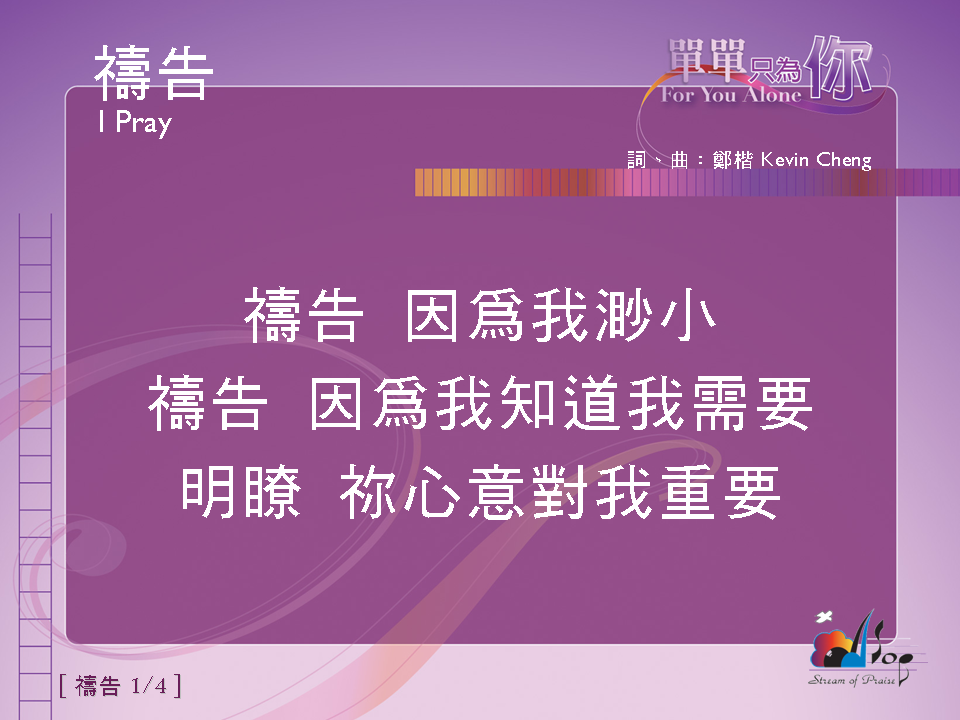 禱告
I Pray
單單只為你
For You Alone
詞、曲：鄭楷 Kevin Cheng
禱告 因爲我渺小
禱告 因爲我知道我需要
明瞭 祢心意對我重要
Sop
Stream of Praise
[ 禱告 1/4 ]